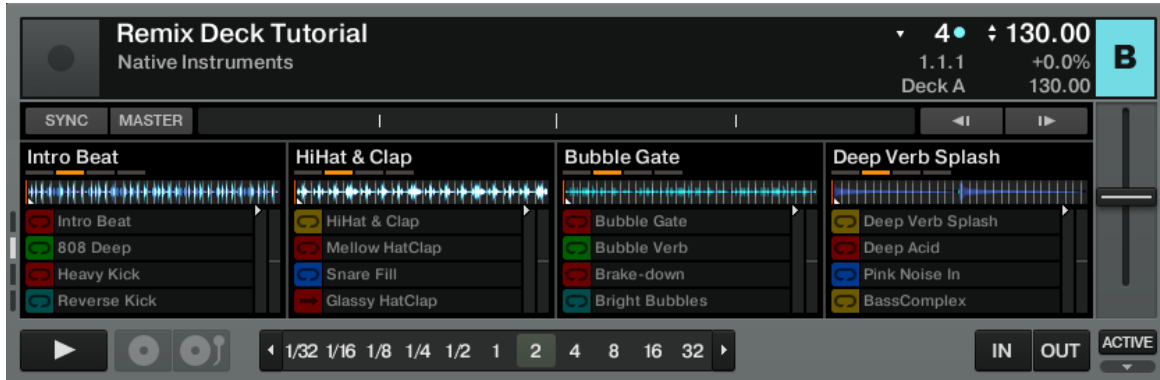 Remix Deck Tutorial
4
130.00
B
Native Instruments
1.1.1
+0.0%
Deck A
130.00
SYNC
MASTER
Intro Beat
HiHat & Clap
Bubble Gate
Deep Verb Splash
Intro Beat
HiHat & Clap
Bubble Gate
Deep Verb Splash
808 Deep
Mellow HatClap
Bubble Verb
Deep Acid
Heavy Kick
Snare Fill
Brake-down
Pink Noise In
Reverse Kick
Glassy HatClap
Bright Bubbles
BassComplex
1/32 1/16 1/8 1/4 1/2 1 2 4 8 16 32
IN
OUT
ACTIVE